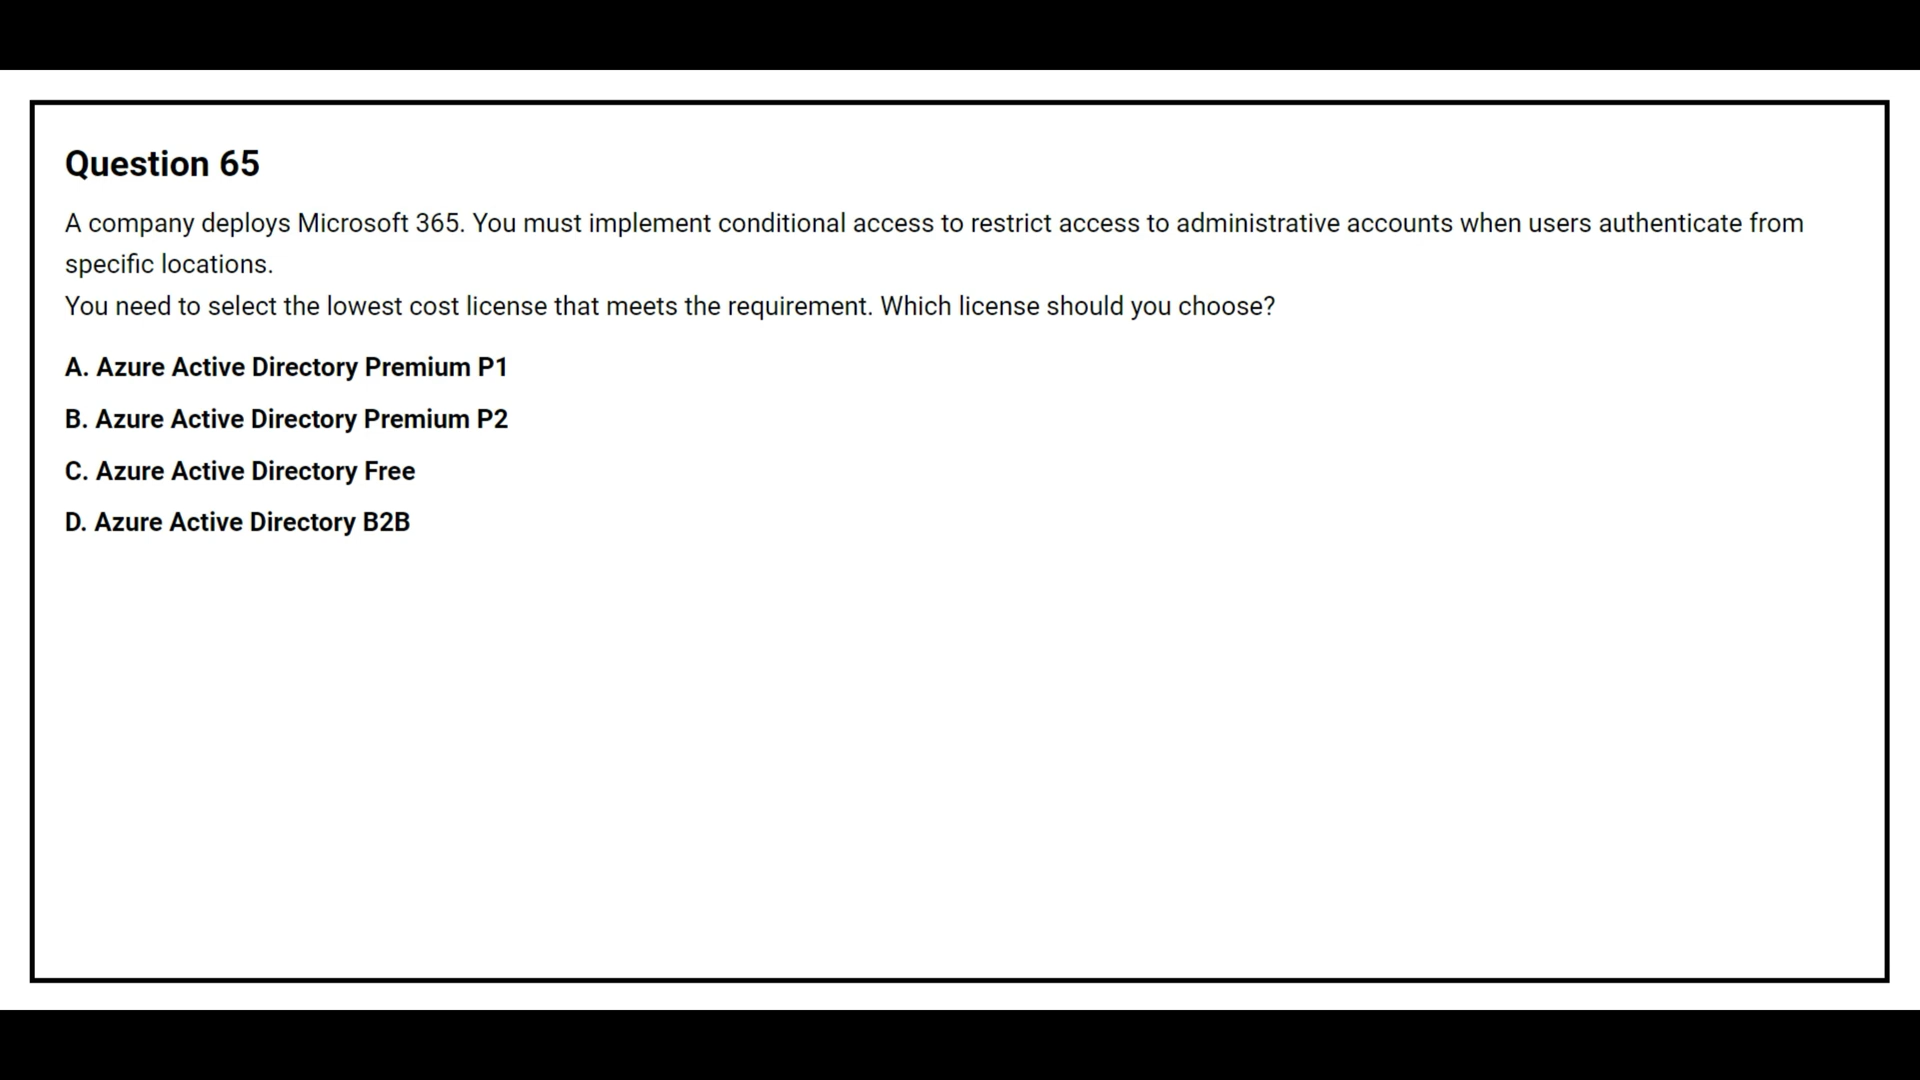 Question 65
A company deploys Microsoft 365. You must implement conditional access to restrict access to administrative accounts when users authenticate from
specific locations.
You need to select the lowest cost license that meets the requirement. Which license should you choose?
A. Azure Active Directory Premium P1
B. Azure Active Directory Premium P2
C. Azure Active Directory Free
D. Azure Active Directory B2B